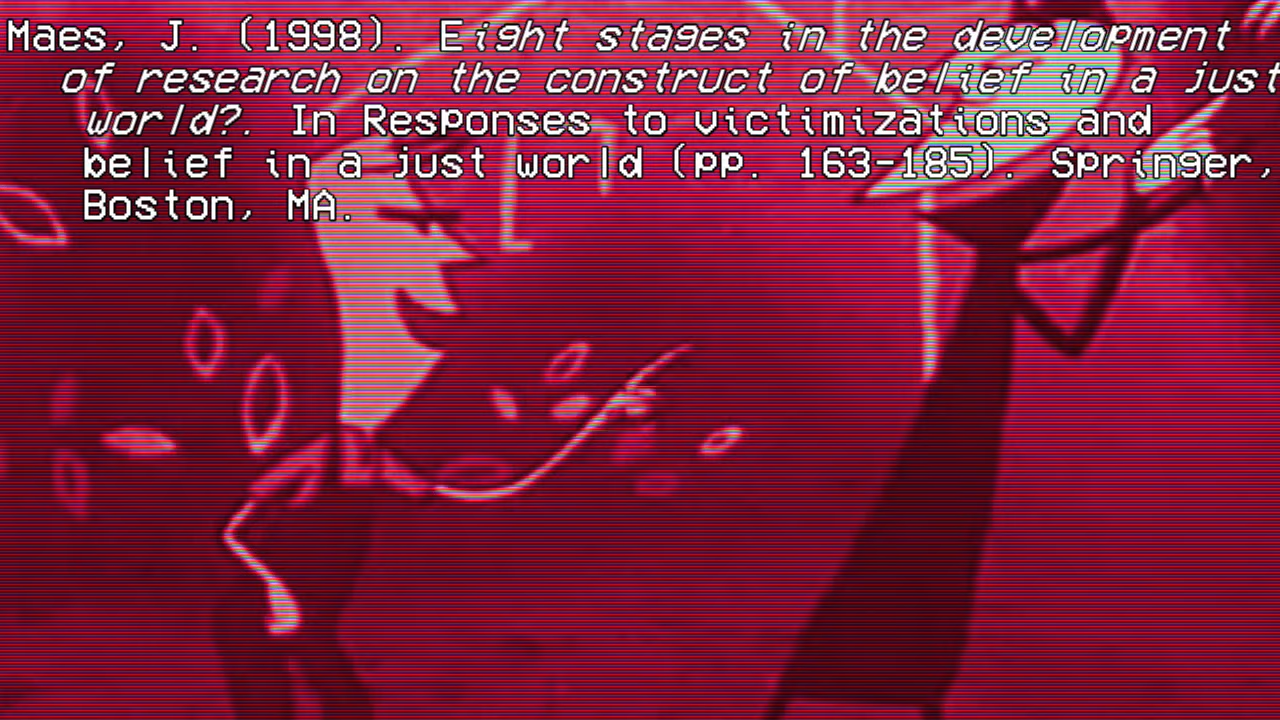 Maes, J. (1998). Eight stages in the development
of research on the construct of belief in a just
world?. In Responses to victimizations and
belief in a just world (pp. 163-185). Springer,
Boston, MA.